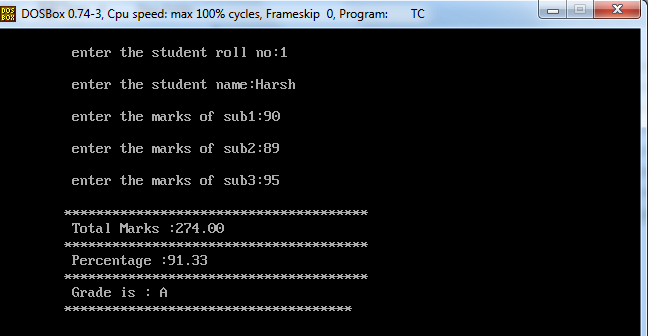 DOS BOX DOSBox 0.74-3, Cpu speed: max 100% cycles, Frameskip 0, Program: TC
enter the student roll no:1
enter the student name:Harsh
enter the marks of sub1:90
enter the marks of sub2:89
enter the marks of sub3:95
**************************************
Total Marks :274.00
**************************************
Percentage :91.33
**************************************
Grade is : A
************************************